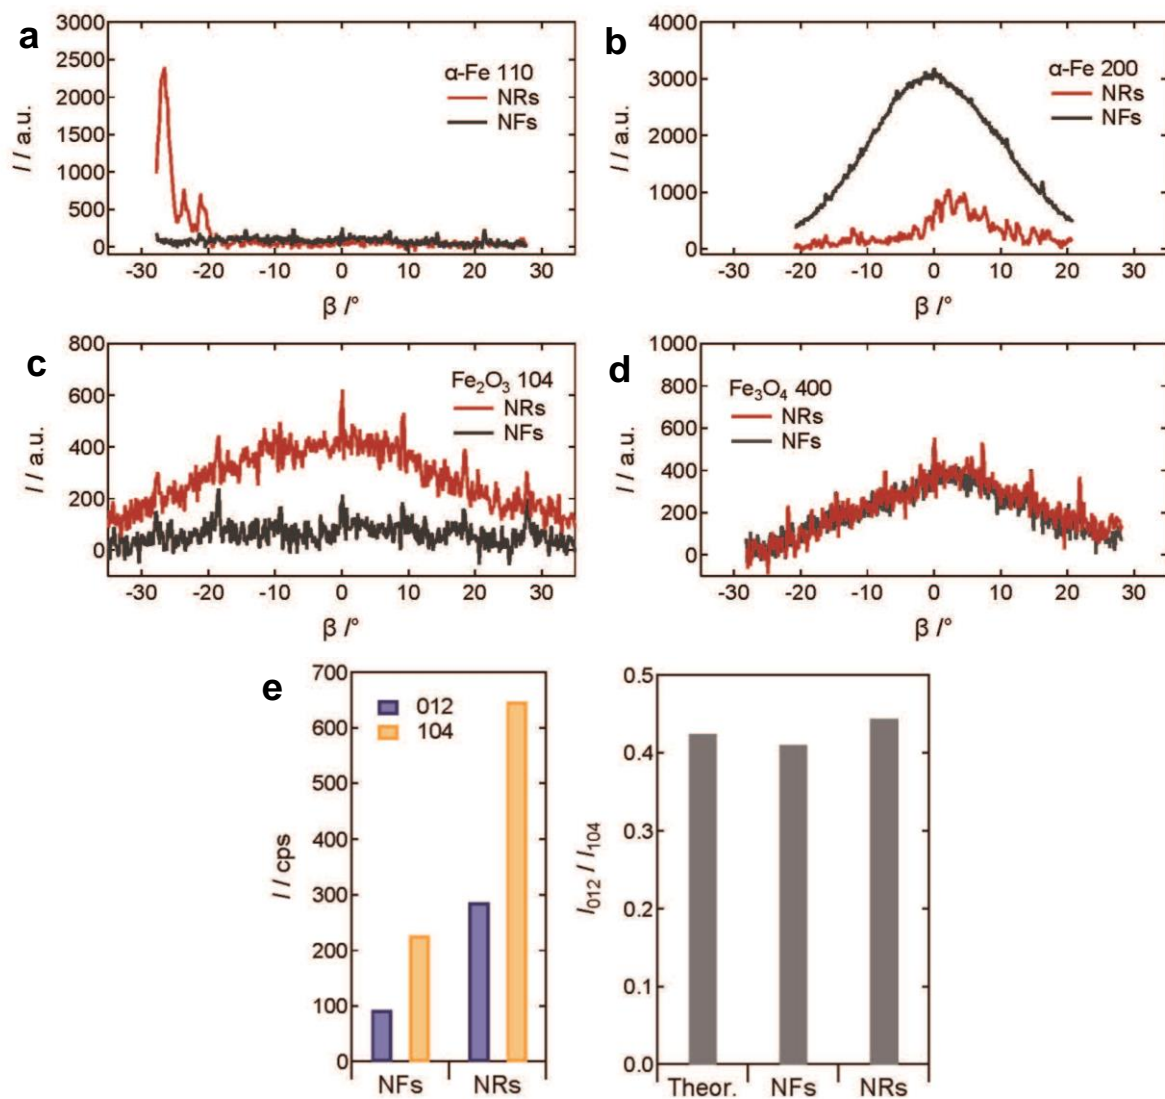 a
3000
2500
2000
1500
1000
500
0
I / a.u.
α-Fe 110
NRs
NFs
-30 -20 -10 0 10 20 30
β /°
b
4000
3000
2000
1000
0
I / a.u.
α-Fe 200
NRs
NFs
-30 -20 -10 0 10 20 30
β /°
c
800
600
400
200
0
I / a.u.
Fe₂O₃ 104
NRs
NFs
-30 -20 -10 0 10 20 30
β /°
d
1000
800
600
400
200
0
I / a.u.
Fe₃O₄ 400
NRs
NFs
-30 -20 -10 0 10 20 30
β /°
e
700
600
500
400
300
200
100
0
I / cps
012
104
NFs NRs
0.5
0.4
0.3
0.2
0.1
0.0
I₀₁₂ / I₁₀₄
Theor. NFs NRs